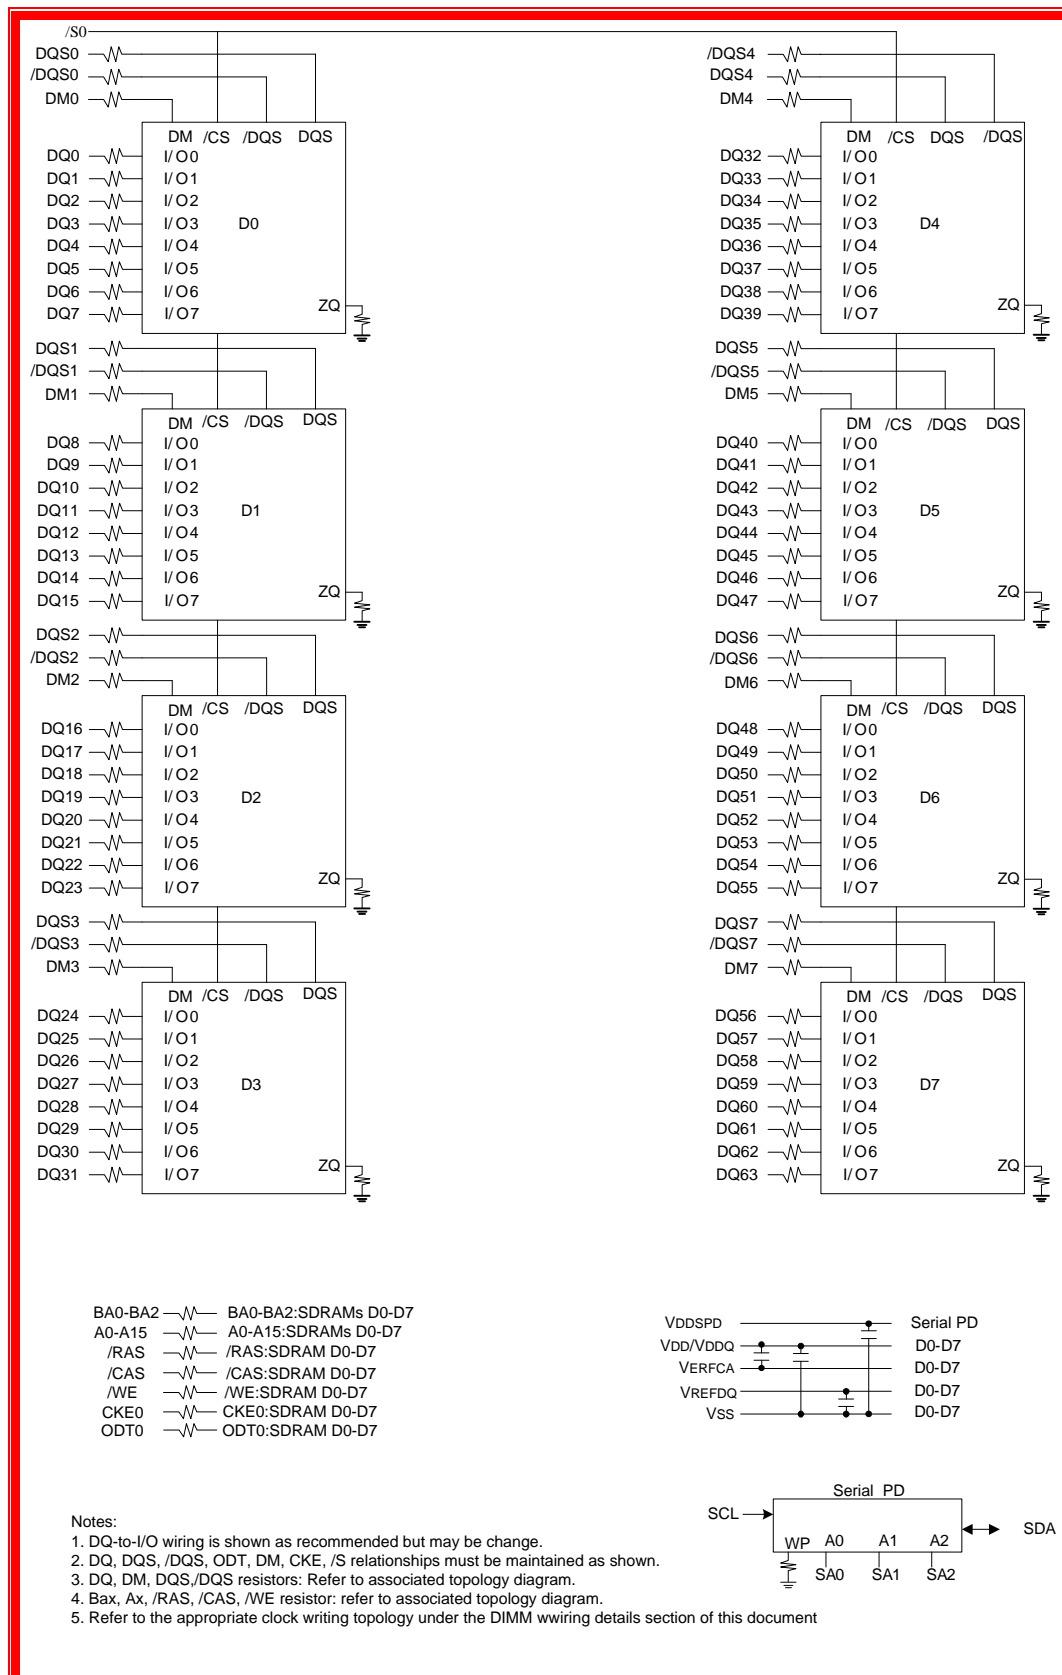 /S0
DQS0
/DQS0
DM0
DM /CS /DQS DQS
DQ0 I/O0
DQ1 I/O1
DQ2 I/O2
DQ3 I/O3 D0
DQ4 I/O4
DQ5 I/O5
DQ6 I/O6
ZQ
DQ7 I/O7
DQS1
/DQS1
DM1
DM /CS /DQS DQS
DQ8 I/O0
DQ9 I/O1
DQ10 I/O2
DQ11 I/O3 D1
DQ12 I/O4
DQ13 I/O5
DQ14 I/O6
ZQ
DQ15 I/O7
DQS2
/DQS2
DM2
DM /CS /DQS DQS
DQ16 I/O0
DQ17 I/O1
DQ18 I/O2
DQ19 I/O3 D2
DQ20 I/O4
DQ21 I/O5
DQ22 I/O6
ZQ
DQ23 I/O7
DQS3
/DQS3
DM3
DM /CS /DQS DQS
DQ24 I/O0
DQ25 I/O1
DQ26 I/O2
DQ27 I/O3 D3
DQ28 I/O4
DQ29 I/O5
DQ30 I/O6
ZQ
DQ31 I/O7
/DQS4
DQS4
DM4
DM /CS DQS /DQS
DQ32 I/O0
DQ33 I/O1
DQ34 I/O2
DQ35 I/O3 D4
DQ36 I/O4
DQ37 I/O5
DQ38 I/O6
ZQ
DQ39 I/O7
DQS5
/DQS5
DM5
DM /CS /DQS DQS
DQ40 I/O0
DQ41 I/O1
DQ42 I/O2
DQ43 I/O3 D5
DQ44 I/O4
DQ45 I/O5
DQ46 I/O6
ZQ
DQ47 I/O7
DQS6
/DQS6
DM6
DM /CS /DQS DQS
DQ48 I/O0
DQ49 I/O1
DQ50 I/O2
DQ51 I/O3 D6
DQ52 I/O4
DQ53 I/O5
DQ54 I/O6
ZQ
DQ55 I/O7
DQS7
/DQS7
DM7
DM /CS /DQS DQS
DQ56 I/O0
DQ57 I/O1
DQ58 I/O2
DQ59 I/O3 D7
DQ60 I/O4
DQ61 I/O5
DQ62 I/O6
ZQ
DQ63 I/O7
BA0-BA2 BA0-BA2:SDRAMs D0-D7
A0-A15 A0-A15:SDRAMs D0-D7
/RAS /RAS:SDRAM D0-D7
/CAS /CAS:SDRAM D0-D7
/WE /WE:SDRAM D0-D7
CKE0 CKE0:SDRAM D0-D7
ODT0 ODT0:SDRAM D0-D7
VDDSPD Serial PD
VDD/VDDQ D0-D7
VERFCA D0-D7
VREFDQ D0-D7
VSS D0-D7
Serial PD
SCL SDA
WP A0 A1 A2
SA0 SA1 SA2
Notes:
1. DQ-to-I/O wiring is shown as recommended but may be change.
2. DQ, DQS, /DQS, ODT, DM, CKE, /S relationships must be maintained as shown.
3. DQ, DM, DQS,/DQS resistors: Refer to associated topology diagram.
4. Bax, Ax, /RAS, /CAS, /WE resistor: refer to associated topology diagram.
5. Refer to the appropriate clock writing topology under the DIMM wwiring details section of this document